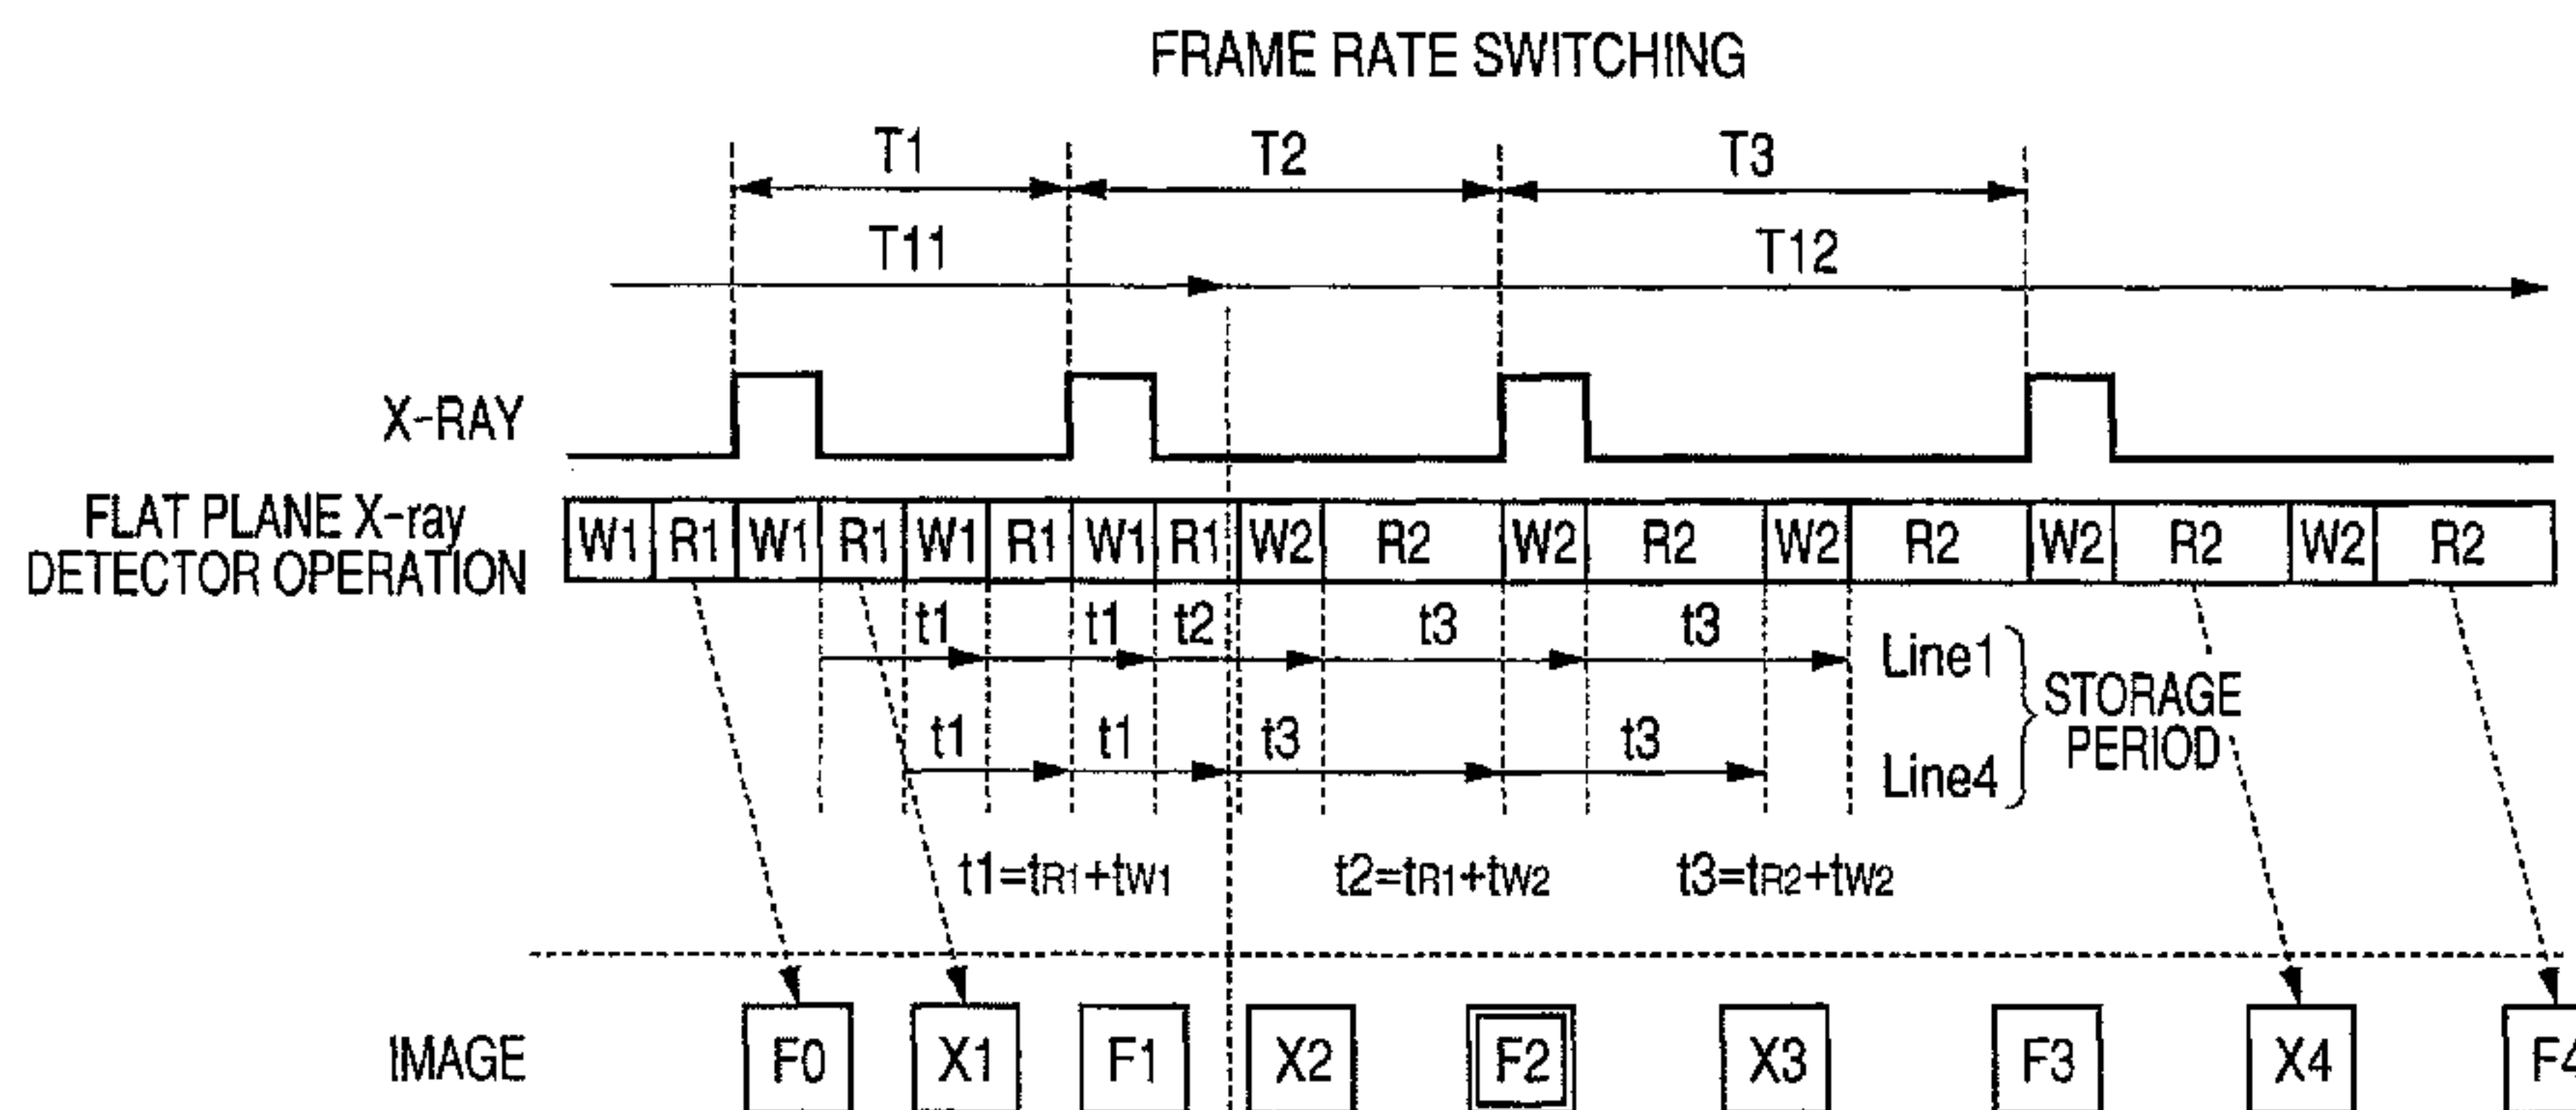 FRAME RATE SWITCHING
T1 T2 T3
T11 T12
X-RAY
FLAT PLANE X-ray
DETECTOR OPERATION
W1 R1 W1 R1 W1 R1 W1 R1 W2 R2 W2 R2 W2 R2 W2 R2 W2 R2
t1 t1 t2 t3 t3 Line1
STORAGE
PERIOD
t1 t1 t3 t3 Line4
t1=tR1+tW1 t2=tR1+tW2 t3=tR2+tW2
IMAGE F0 X1 F1 X2 F2 X3 F3 X4 F4